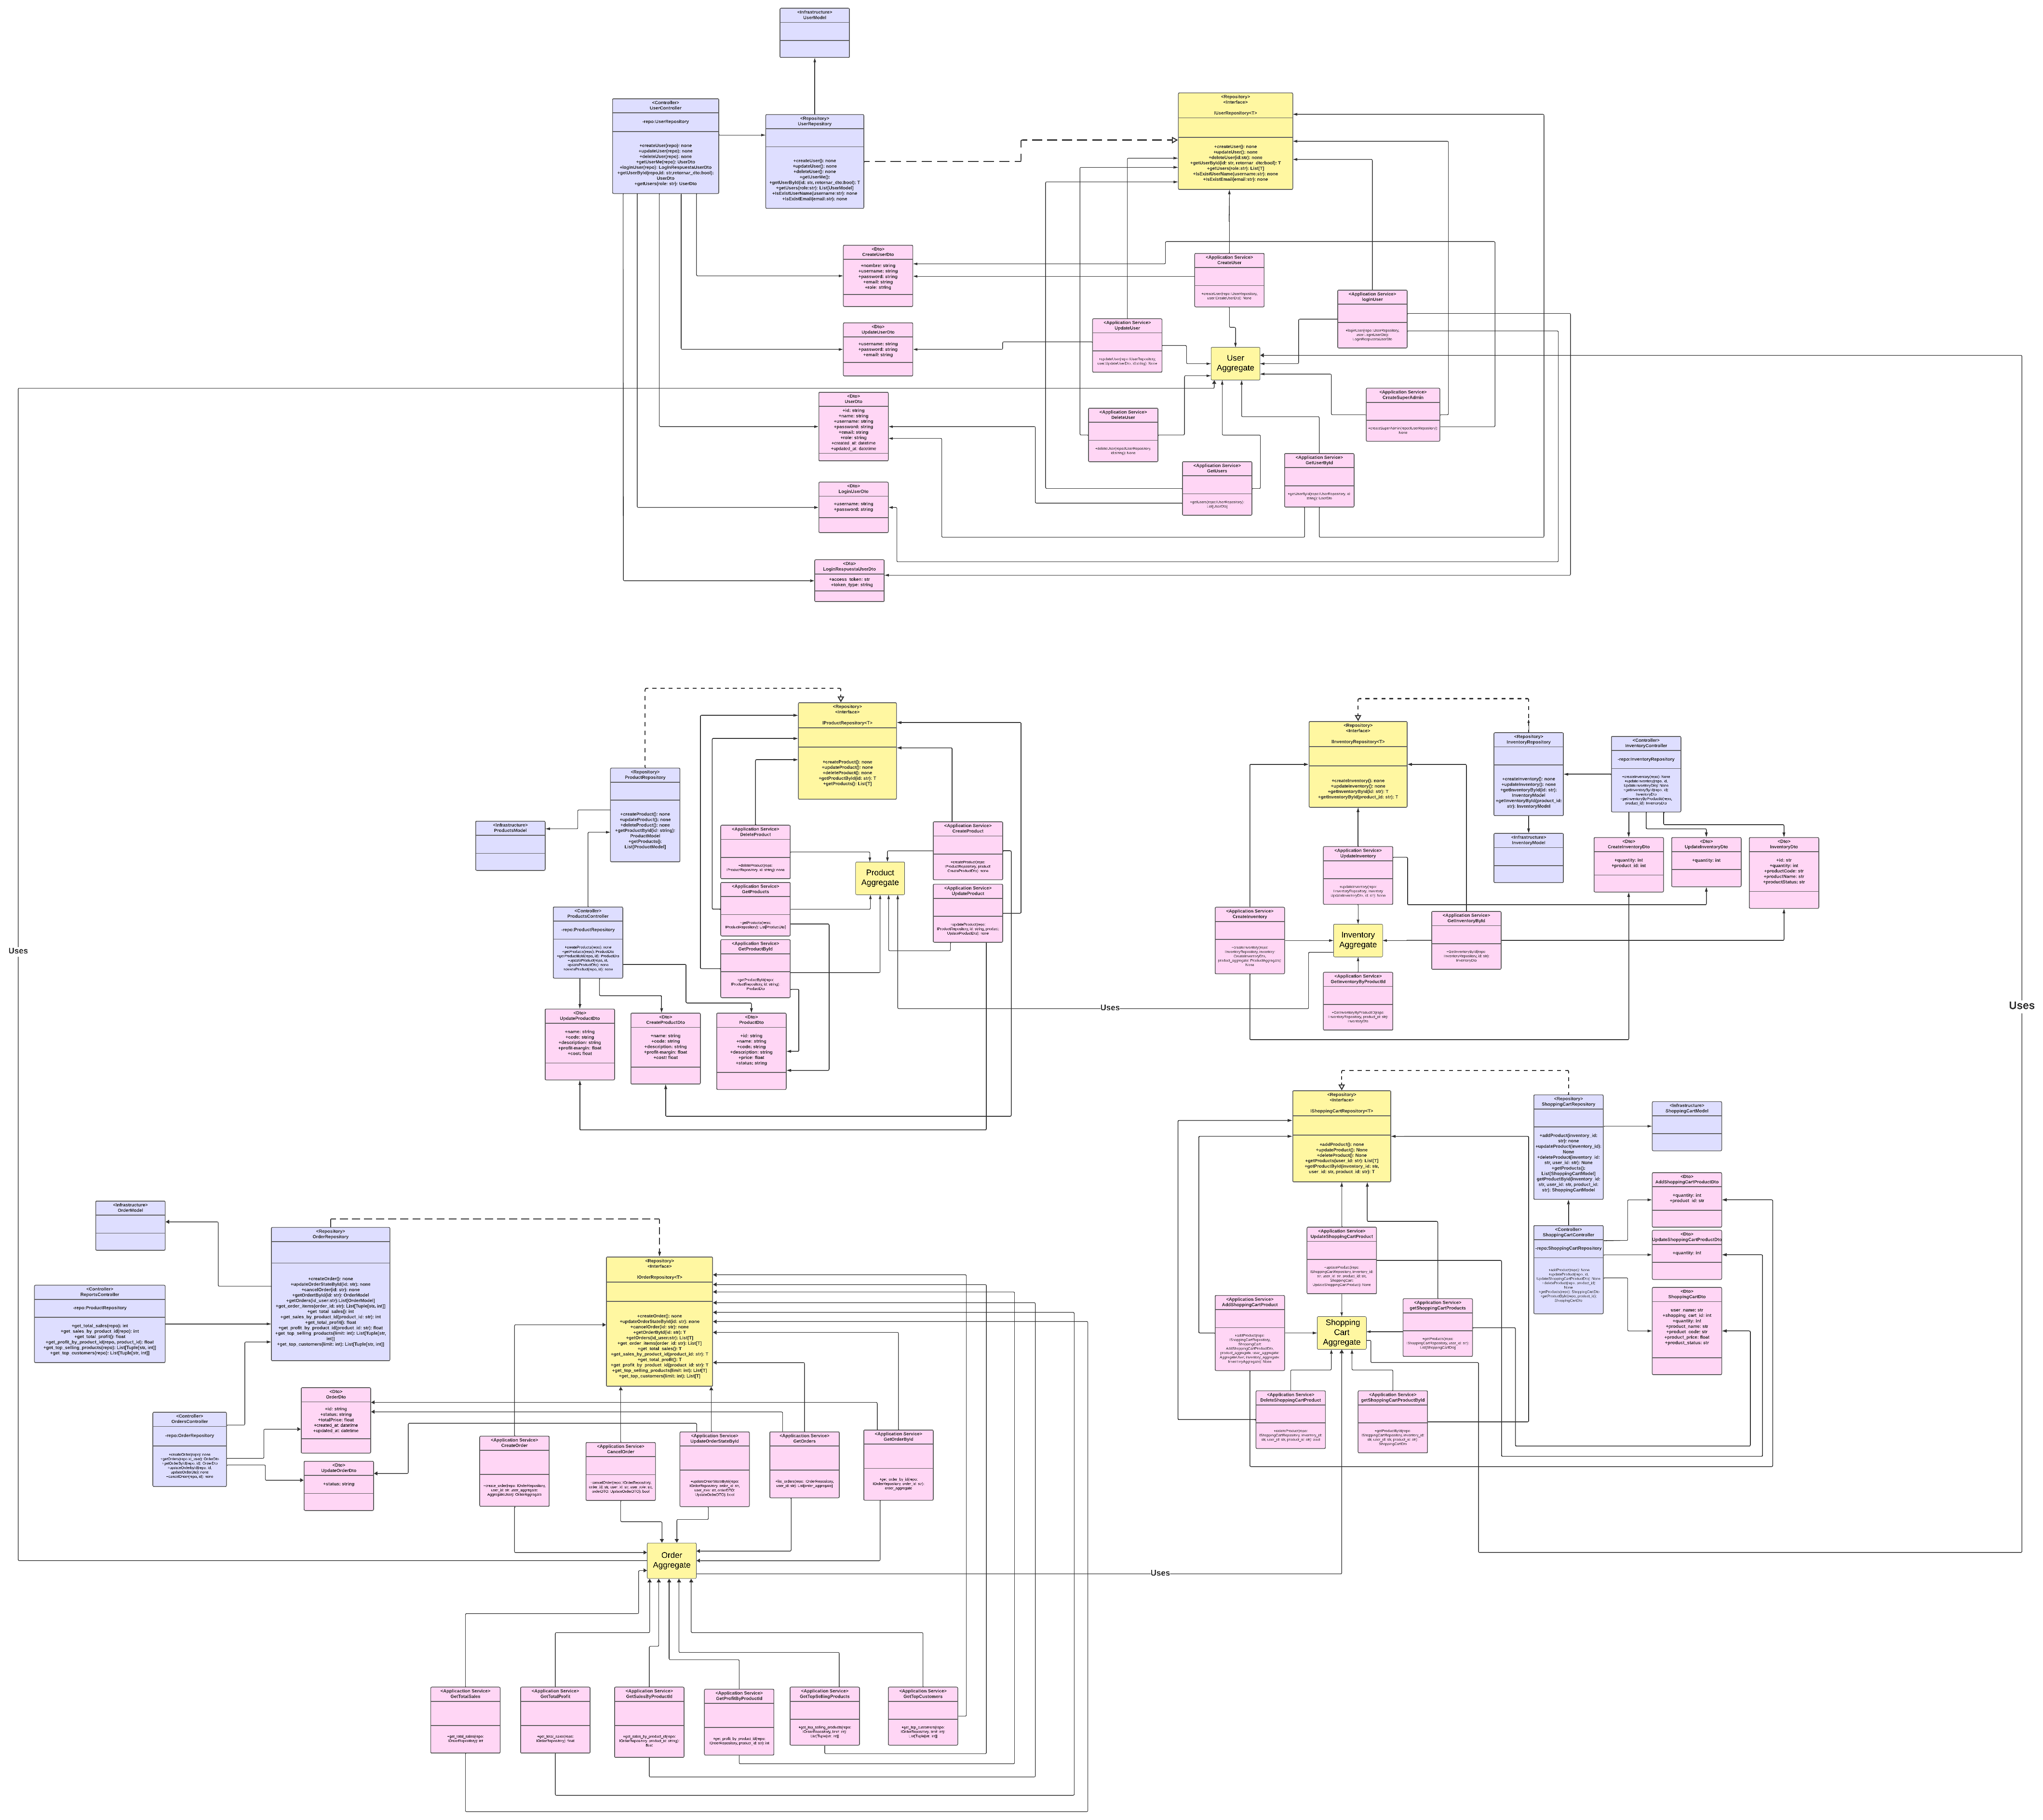 <Infrastructure>
UserModel
<Controller>
UserController
-repo:UserRepository
+createUser(repo): none
+updateUser(repo): none
+deleteUser(repo): none
+getUserMe(repo): UserDto
+loginUser(repo): LoginRespuestaUserDto
+getUserById(repo,id: str,retornar_dto:bool):
UserDto
+getUsers(role: str): UserDto
<Repository>
UserRepository
+createUser(): none
+updateUser(): none
+deleteUser(): none
+getUserMe():
+getUserById(id: str, retornar_dto:bool): T
+getUsers(role:str): List[UserModel]
+isExistUserName(username:str): none
+isExistEmail(email:str): none
<Repository>
<Interface>
IUserRepository<T>
+createUser(): none
+updateUser(): none
+deleteUser(id:str): none
+getUserById(id: str, retornar_dto:bool): T
+getUsers(role:str): List[T]
+isExistUserName(username:str): none
+isExistEmail(email:str): none
<Dto>
CreateUserDto
+nombre: string
+username: string
+password: string
+email: string
+role: string
<Application Service>
CreateUser
<Application Service>
loginUser
<Dto>
UpdateUserDto
+username: string
+password: string
+email: string
<Application Service>
UpdateUser
User
Aggregate
<Dto>
UserDto
+id: string
+name: string
+username: string
+password: string
+email: string
+role: string
+created_at: datetime
+updated_at: datetime
<Application Service>
CreateSuperAdmin
<Application Service>
DeleteUser
<Application Service>
GetUsers
<Application Service>
GetUserById
<Dto>
LoginUserDto
+username: string
+password: string
<Dto>
LoginRespuestaUserDto
+access_token: str
+token_type: string
Uses
Uses
<Repository>
<Interface>
IProductRepository<T>
+createProduct(): none
+updateProduct(): none
+deleteProduct(): none
+getProductById(id: str): T
+getProducts(): List[T]
<Repository>
ProductRepository
+createProduct(): none
+updateProduct(): none
+deleteProduct(): none
+getProductById(id: string):
ProductModel
+getProducts():
List[ProductModel]
<Infrastructure>
ProductsModel
<Application Service>
DeleteProduct
<Application Service>
CreateProduct
Product
Aggregate
<Application Service>
GetProducts
<Application Service>
UpdateProduct
<Application Service>
GetProductById
<Controller>
ProductsController
-repo:IProductRepository
<Dto>
UpdateProductDto
+name: string
+code: string
+description: string
+profit-margin: float
+cost: float
<Dto>
CreateProductDto
+name: string
+code: string
+description: string
+profit-margin: float
+cost: float
<Dto>
ProductDto
+id: string
+name: string
+code: string
+description: string
+price: float
+status: string
Uses
<Repository>
<Interface>
IInventoryRepository<T>
+createInventory(): none
+updateInventory(): none
+getInventoryById(id: str): T
+getInventoryById(product_id: str): T
<Repository>
InventoryRepository
+createInventory(): none
+updateInventory(): none
+getInventoryById(id: str):
InventoryModel
+getInventoryById(product_id:
str): InventoryModel
<Controller>
InventoryController
-repo:InventoryRepository
<Infrastructure>
InventoryModel
<Dto>
CreateInventoryDto
+quantity: int
+product_id: int
<Dto>
UpdateInventoryDto
+quantity: int
<Dto>
InventoryDto
+id: str
+quantity: int
+productCode: str
+productName: str
+productStatus: str
<Application Service>
UpdateInventory
<Application Service>
CreateInventory
Inventory
Aggregate
<Application Service>
GetInventoryById
<Application Service>
GetInventoryByProductId
<Repository>
<Interface>
IShoppingCartRepository<T>
+addProduct(): none
+updateProduct(): None
+deleteProduct(): None
+getProducts(user_id: str): List[T]
+getProductById(inventory_id: str,
user_id: str, product_id: str): T
<Repository>
ShoppingCartRepository
+addProduct(inventory_id:
str): none
+updateProduct(inventory_id):
None
+deleteProduct(inventory_id:
str, user_id: str): None
+getProducts():
List[ShoppingCartModel]
getProductById(inventory_id:
str, user_id: str, product_id:
str): ShoppingCartModel
<Infrastructure>
ShoppingCartModel
<Dto>
AddShoppingCartProductDto
+quantity: int
+product_id: str
<Controller>
ShoppingCartController
-repo:ShoppingCartRepository
<Dto>
UpdateShoppingCartProductDto
+quantity: int
<Dto>
ShoppingCartDto
user_name: str
+shopping_cart_id: int
+quantity: int
+product_name: str
+product_code: str
+product_price: float
+product_status: str
<Application Service>
UpdateShoppingCartProduct
<Application Service>
AddShoppingCartProduct
Shopping
Cart
Aggregate
<Application Service>
getShoppingCartProducts
<Application Service>
DeleteShoppingCartProduct
<Application Service>
getShoppingCartProductById
<Infrastructure>
OrderModel
<Repository>
OrderRepository
+createOrder(): none
+updateOrderStateById(id: str): none
+cancelOrder(id: str): none
+getOrderById(id: str): OrderModel
+getOrders(id_user:str):List[OrderModel]
+get_order_items(order_id: str): List[Tuple[str, int]]
+get_total_sales(): int
+get_sales_by_product_id(product_id: str): int
+get_total_profit(): float
+get_profit_by_product_id(product_id: str): float
+get_top_selling_products(limit: int): List[Tuple[str,
int]]
+get_top_customers(limit: int): List[Tuple[str, int]]
<Controller>
ReportsController
-repo:ProductRepository
+get_total_sales(repo): int
+get_sales_by_product_id(repo): int
+get_total_profit(): float
+get_profit_by_product_id(repo, product_id): float
+get_top_selling_products(repo): List[Tuple[str, int]]
+get_top_customers(repo): List[Tuple[str, int]]
<Repository>
<Interface>
IOrderRepository<T>
+createOrder(): none
+updateOrderStateById(id: str): none
+cancelOrder(id: str): none
+getOrderById(id: str): T
+getOrders(id_user:str): List[T]
+get_order_items(order_id: str): List[T]
+get_total_sales(): T
+get_sales_by_product_id(product_id: str): T
+get_total_profit(): T
+get_profit_by_product_id(product_id: str): T
+get_top_selling_products(limit: int): List[T]
+get_top_customers(limit: int): List[T]
<Controller>
OrdersController
-repo:OrderRepository
<Dto>
OrderDto
+id: string
+status: string
+totalPrice: float
+created_at: datetime
+updated_at: datetime
<Dto>
UpdateOrderDto
+status: string
<Application Service>
CreateOrder
<Application Service>
CancelOrder
<Application Service>
UpdateOrderStateById
<Application Service>
GetOrders
<Application Service>
GetOrderById
Order
Aggregate
Uses
<Applicaction Service>
GetTotalSales
<Application Service>
GetTotalProfit
<Application Service>
GetSalesByProductId
<Application Service>
GetProfitByProductId
<Application Service>
GetTopSellingProducts
<Application Service>
GetTopCustomers